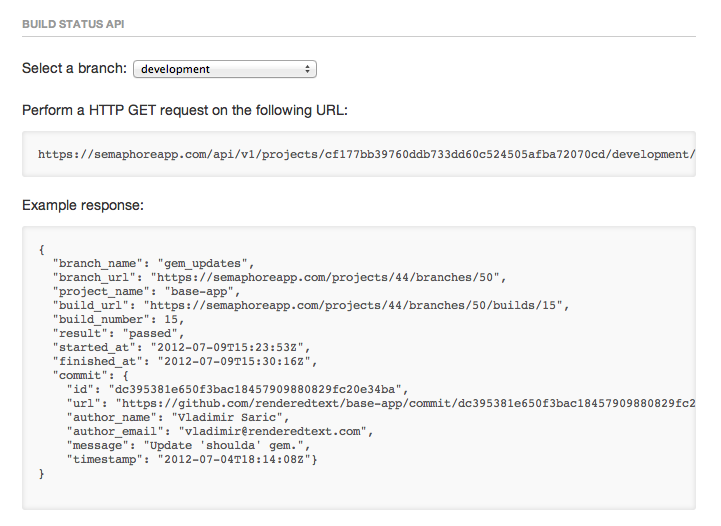 BUILD STATUS API
Select a branch: development
Perform a HTTP GET request on the following URL:
https://semaphoreapp.com/api/v1/projects/cf177bb39760ddb733dd60c524505afba72070cd/development/
Example response:
{
  "branch_name": "gem_updates",
  "branch_url": "https://semaphoreapp.com/projects/44/branches/50",
  "project_name": "base-app",
  "build_url": "https://semaphoreapp.com/projects/44/branches/50/builds/15",
  "build_number": 15,
  "result": "passed",
  "started_at": "2012-07-09T15:23:53Z",
  "finished_at": "2012-07-09T15:30:16Z",
  "commit": {
    "id": "dc395381e650f3bac18457909880829fc20e34ba",
    "url": "https://github.com/renderedtext/base-app/commit/dc395381e650f3bac18457909880829fc2
    "author_name": "Vladimir Saric",
    "author_email": "vladimir@renderedtext.com",
    "message": "Update 'shoulda' gem.",
    "timestamp": "2012-07-04T18:14:08Z"}
}